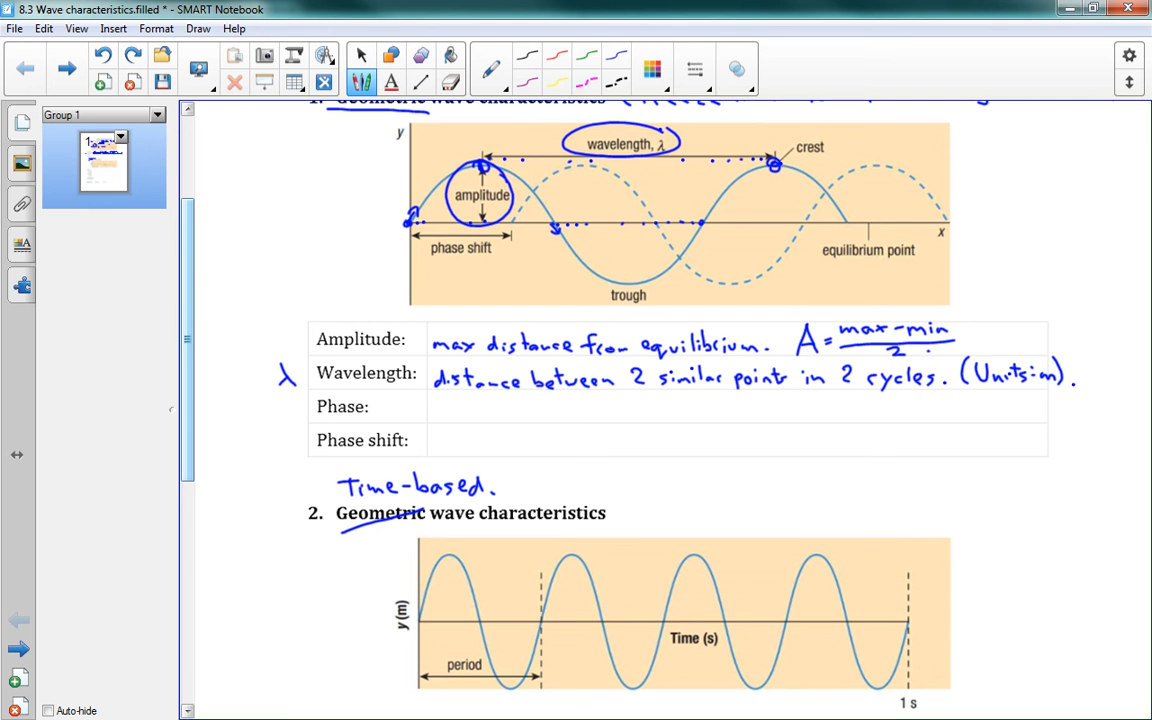 8.3 Wave characteristics.filled * - SMART Notebook
File Edit View Insert Format Draw Help
Group 1
1. Geometric wave characteristics
y
wavelength, λ
crest
amplitude
phase shift
equilibrium point
x
trough
Amplitude: max distance from equilibrium. A = max-min / 2.
λ Wavelength: distance between 2 similar points in 2 cycles. (Units: m).
Phase:
Phase shift:
Time-based.
2. Geometric wave characteristics
y (m)
Time (s)
period
1 s
Auto-hide